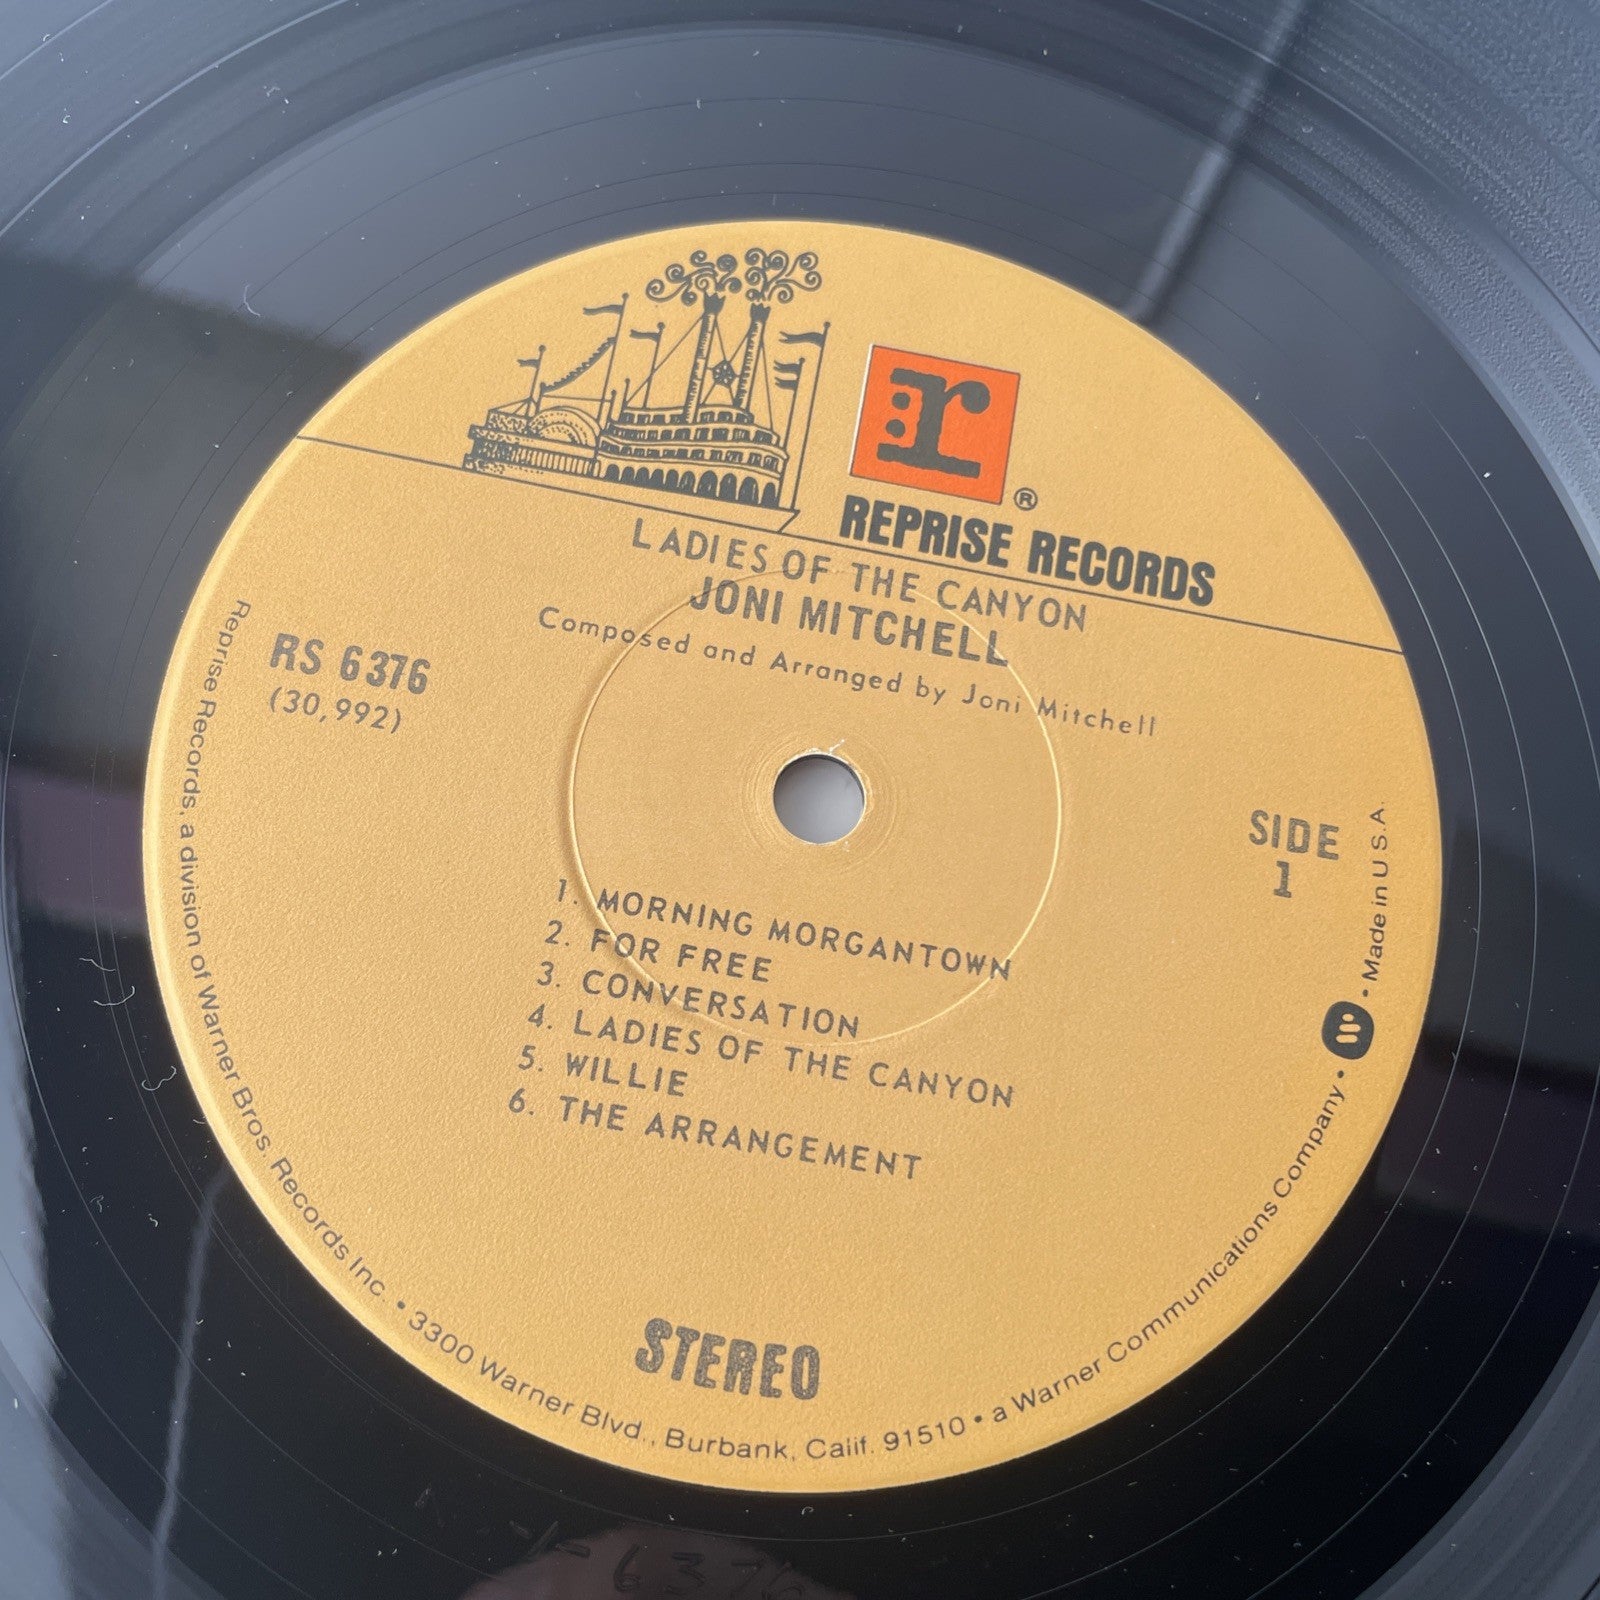 r
®
REPRISE RECORDS
LADIES OF THE CANYON
JONI MITCHELL
Composed and Arranged by Joni Mitchell
RS 6376
(30,992)
SIDE
1
1. MORNING MORGANTOWN
2. FOR FREE
3. CONVERSATION
4. LADIES OF THE CANYON
5. WILLIE
6. THE ARRANGEMENT
STEREO
Reprise Records, a division of Warner Bros. Records Inc. • 3300 Warner Blvd., Burbank, Calif. 91510 • a Warner Communications Company • W • Made in U.S.A.
6376